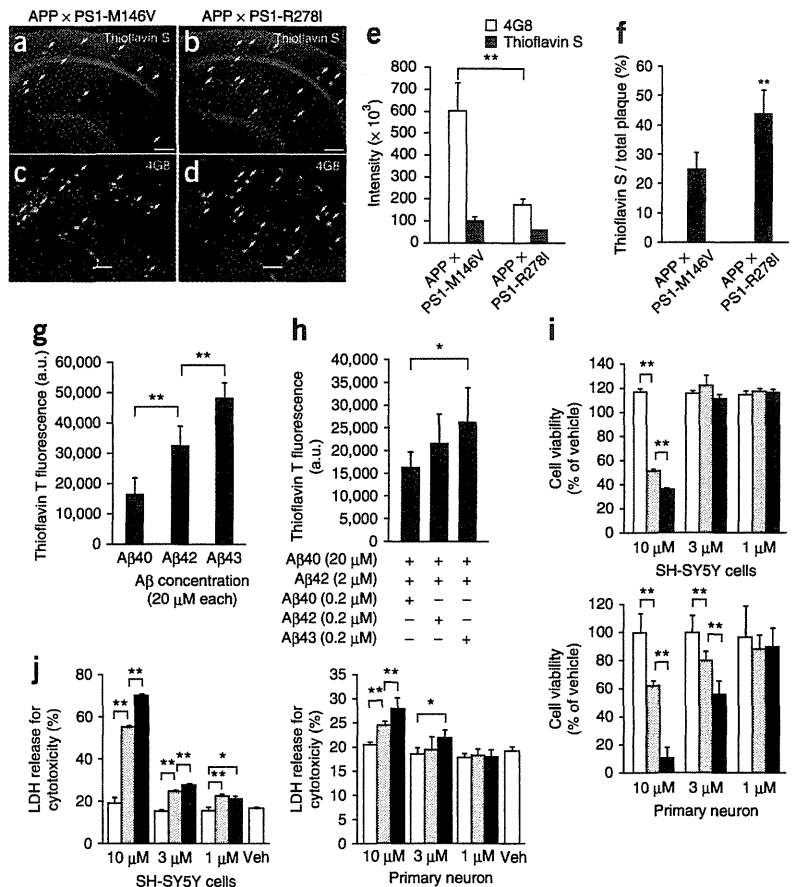 APP × PS1-M146V
APP × PS1-R278I
a
Thioflavin S
b
Thioflavin S
c
4G8
d
4G8
e
4G8
Thioflavin S
**
Intensity (× 10³)
800
700
600
500
400
300
200
100
0
APP ×
PS1-M146V
APP ×
PS1-R278I
f
**
Thioflavin S / total plaque (%)
60
50
40
30
20
10
0
APP ×
PS1-M146V
APP ×
PS1-R278I
g
Thioflavin T fluorescence (a.u.)
60,000
50,000
40,000
30,000
20,000
10,000
0
**
**
Aβ40
Aβ42
Aβ43
Aβ concentration
(20 μM each)
h
Thioflavin T fluorescence
(a.u.)
40,000
35,000
30,000
25,000
20,000
15,000
10,000
15,000
0
*
Aβ40 (20 μM) + + +
Aβ42 (2 μM) + + +
Aβ40 (0.2 μM) + − −
Aβ42 (0.2 μM) − + −
Aβ43 (0.2 μM) − − +
i
Cell viability
(% of vehicle)
140
120
100
80
60
40
20
0
**
**
10 μM
3 μM
1 μM
SH-SY5Y cells
Cell viability
(% of vehicle)
120
100
80
60
40
20
0
**
**
**
**
10 μM
3 μM
1 μM
Primary neuron
j
LDH release for
cytotoxicity (%)
80
60
40
20
0
**
**
**
**
*
**
10 μM
3 μM
1 μM
Veh
SH-SY5Y cells
LDH release for
cytotoxicity (%)
35
30
25
20
15
10
5
0
**
**
*
10 μM
3 μM
1 μM
Veh
Primary neuron